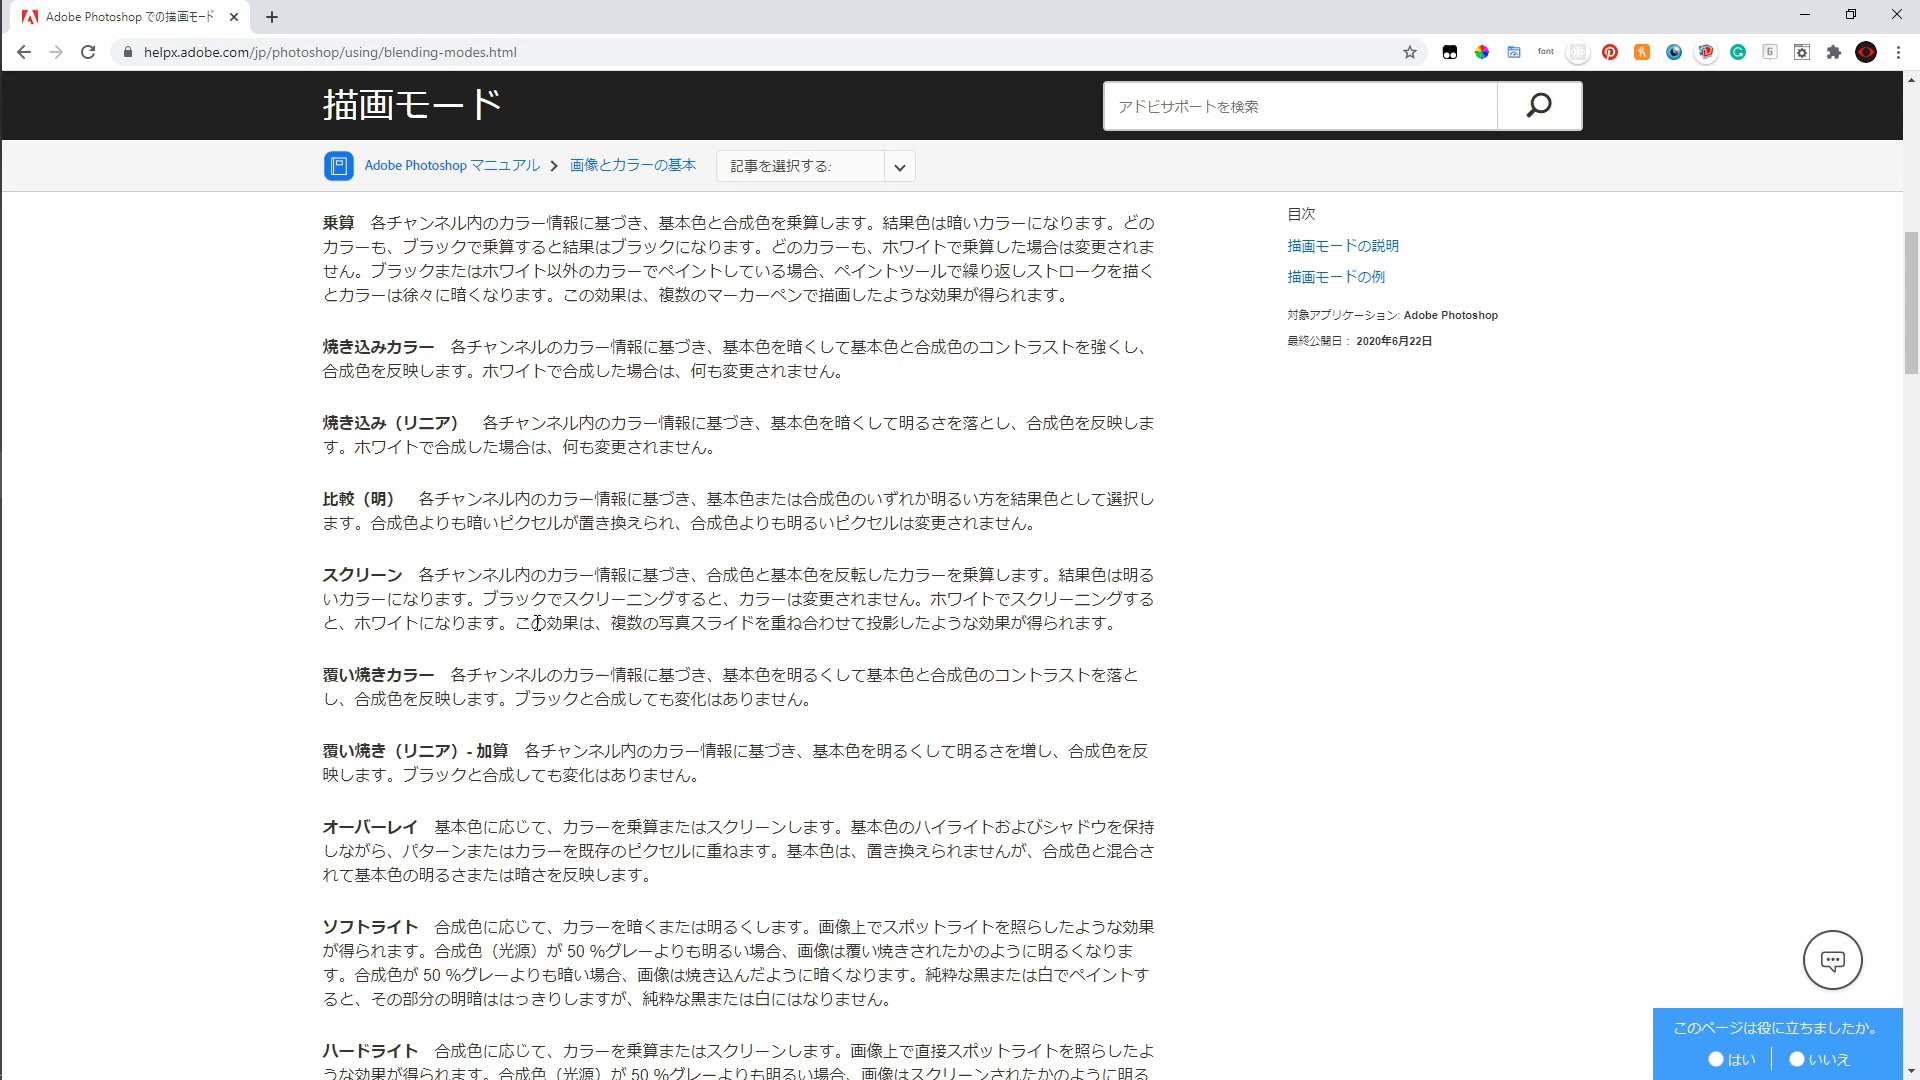 Adobe Photoshop での描画モード
helpx.adobe.com/jp/photoshop/using/blending-modes.html
font
描画モード
アドビサポートを検索
Adobe Photoshop マニュアル
画像とカラーの基本
記事を選択する:
乗算 各チャンネル内のカラー情報に基づき、基本色と合成色を乗算します。結果色は暗いカラーになります。どの
カラーも、ブラックで乗算すると結果はブラックになります。どのカラーも、ホワイトで乗算した場合は変更されま
せん。ブラックまたはホワイト以外のカラーでペイントしている場合、ペイントツールで繰り返しストロークを描く
とカラーは徐々に暗くなります。この効果は、複数のマーカーペンで描画したような効果が得られます。
焼き込みカラー 各チャンネルのカラー情報に基づき、基本色を暗くして基本色と合成色のコントラストを強くし、
合成色を反映します。ホワイトで合成した場合は、何も変更されません。
焼き込み（リニア） 各チャンネル内のカラー情報に基づき、基本色を暗くして明るさを落とし、合成色を反映しま
す。ホワイトで合成した場合は、何も変更されません。
比較（明） 各チャンネル内のカラー情報に基づき、基本色または合成色のいずれか明るい方を結果色として選択し
ます。合成色よりも暗いピクセルが置き換えられ、合成色よりも明るいピクセルは変更されません。
スクリーン 各チャンネル内のカラー情報に基づき、合成色と基本色を反転したカラーを乗算します。結果色は明る
いカラーになります。ブラックでスクリーニングすると、カラーは変更されません。ホワイトでスクリーニングする
と、ホワイトになります。この効果は、複数の写真スライドを重ね合わせて投影したような効果が得られます。
覆い焼きカラー 各チャンネルのカラー情報に基づき、基本色を明るくして基本色と合成色のコントラストを落と
し、合成色を反映します。ブラックと合成しても変化はありません。
覆い焼き（リニア）- 加算 各チャンネル内のカラー情報に基づき、基本色を明るくして明るさを増し、合成色を反
映します。ブラックと合成しても変化はありません。
オーバーレイ 基本色に応じて、カラーを乗算またはスクリーンします。基本色のハイライトおよびシャドウを保持
しながら、パターンまたはカラーを既存のピクセルに重ねます。基本色は、置き換えられませんが、合成色と混合さ
れて基本色の明るさまたは暗さを反映します。
ソフトライト 合成色に応じて、カラーを暗くまたは明るくします。画像上でスポットライトを照らしたような効果
が得られます。合成色（光源）が 50 %グレーよりも明るい場合、画像は覆い焼きされたかのように明るくなりま
す。合成色が 50 %グレーよりも暗い場合、画像は焼き込んだように暗くなります。純粋な黒または白でペイントす
ると、その部分の明暗ははっきりしますが、純粋な黒または白にはなりません。
ハードライト 合成色に応じて、カラーを乗算またはスクリーンします。画像上で直接スポットライトを照らしたよ
うな効果が得られます。合成色（光源）が 50 %グレーよりも明るい場合、画像はスクリーンされたかのように明る
目次
描画モードの説明
描画モードの例
対象アプリケーション: Adobe Photoshop
最終公開日： 2020年6月22日
このページは役に立ちましたか。
はい
いいえ